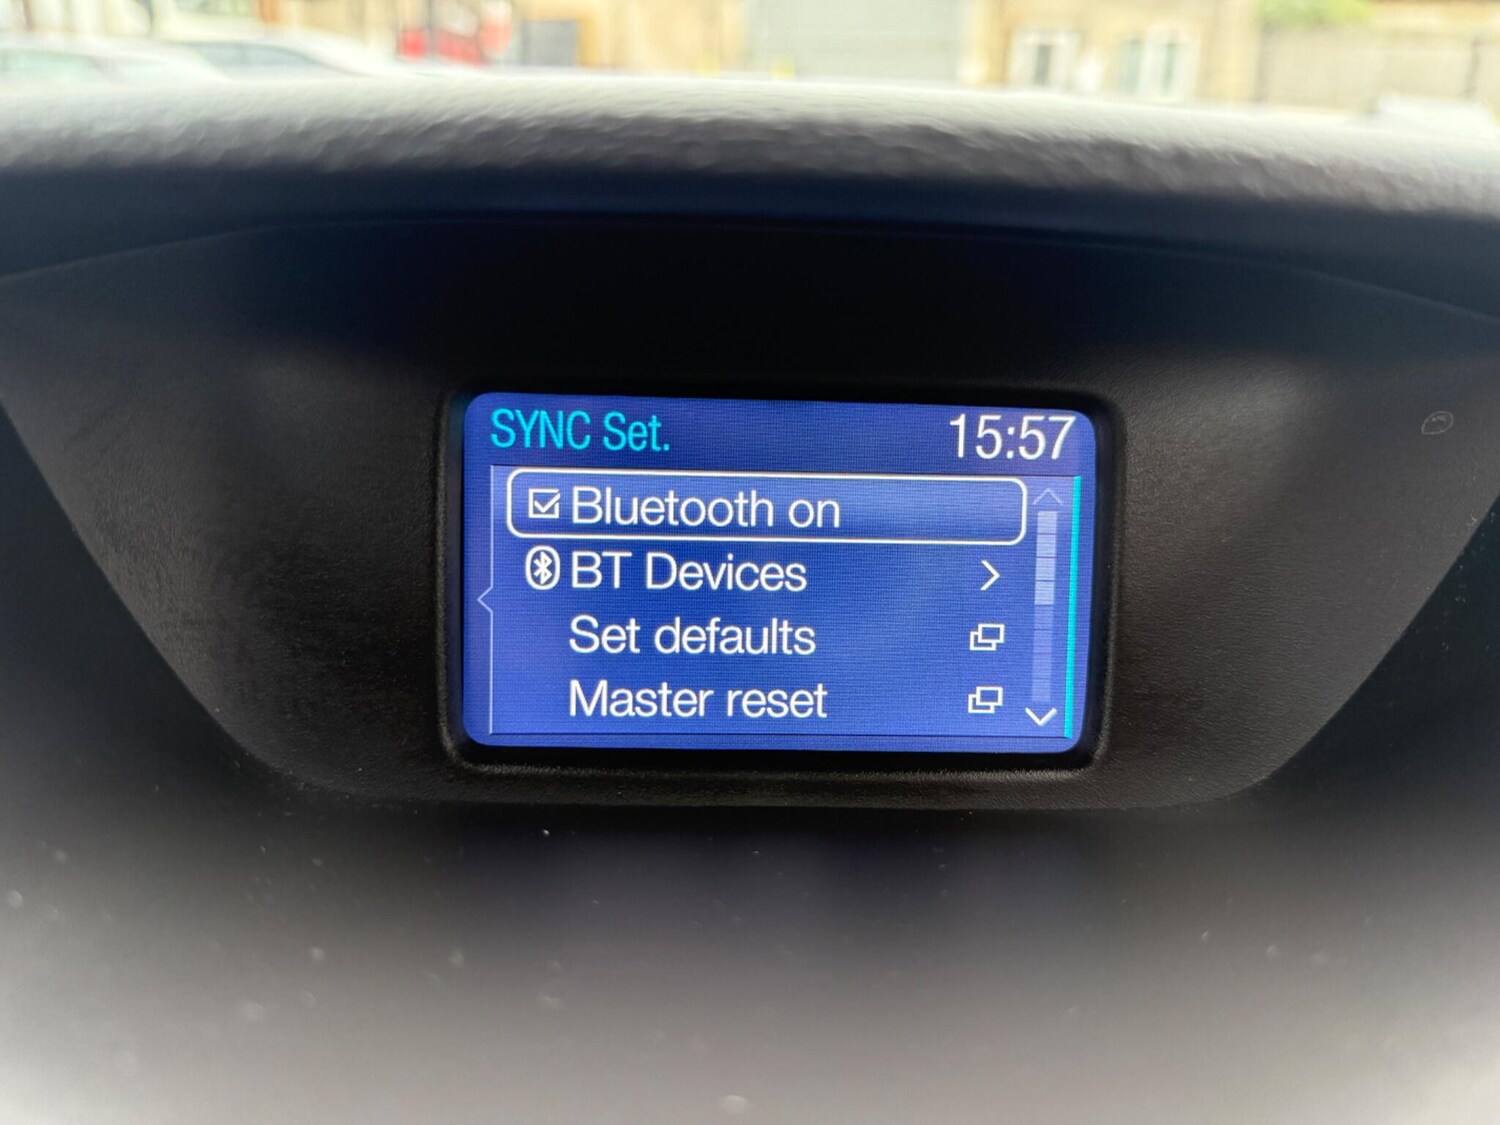 SYNC Set. 15:57
Bluetooth on
BT Devices
Set defaults
Master reset